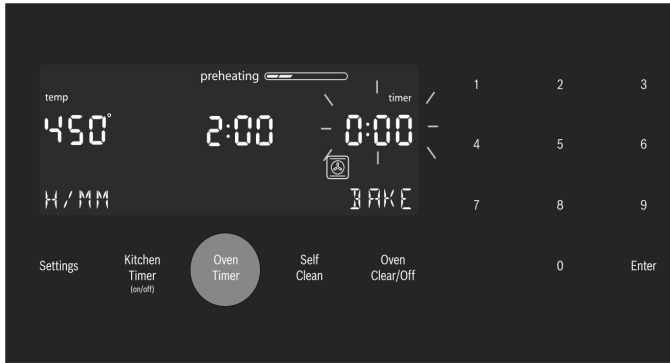 preheating
temp
timer
450°
2:00
0:00
H/MM
BAKE
1
2
3
4
5
6
7
8
9
0
Enter
Settings
Kitchen
Timer
(on/off)
Oven
Timer
Self
Clean
Oven
Clear/Off